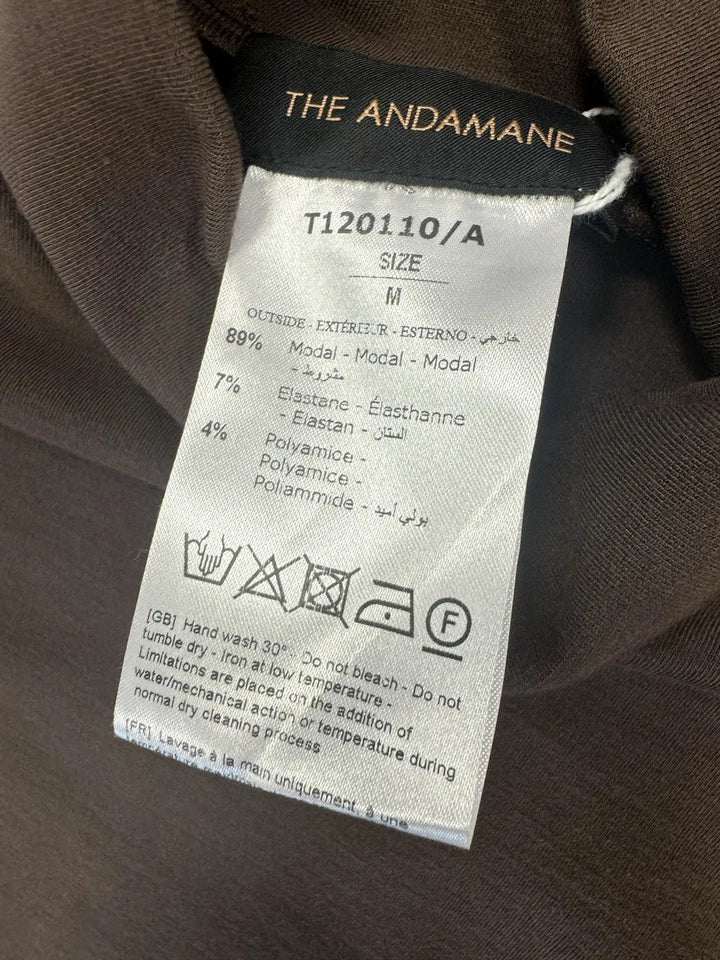 THE ANDAMANE
T120110/A
SIZE
M
OUTSIDE - EXTÉRIEUR - ESTERNO - خارجي
89% Modal - Modal - Modal
- مشروط
7% Elastane - Élasthanne
- Elastan - الستان
4% Polyamice -
Polyamice -
Poliammide - بولي أميد
F
[GB] Hand wash 30° - Do not bleach - Do not
tumble dry - Iron at low temperature -
Limitations are placed on the addition of
water/mechanical action or temperature during
normal dry cleaning process
[FR] Lavage à la main uniquement à une
température